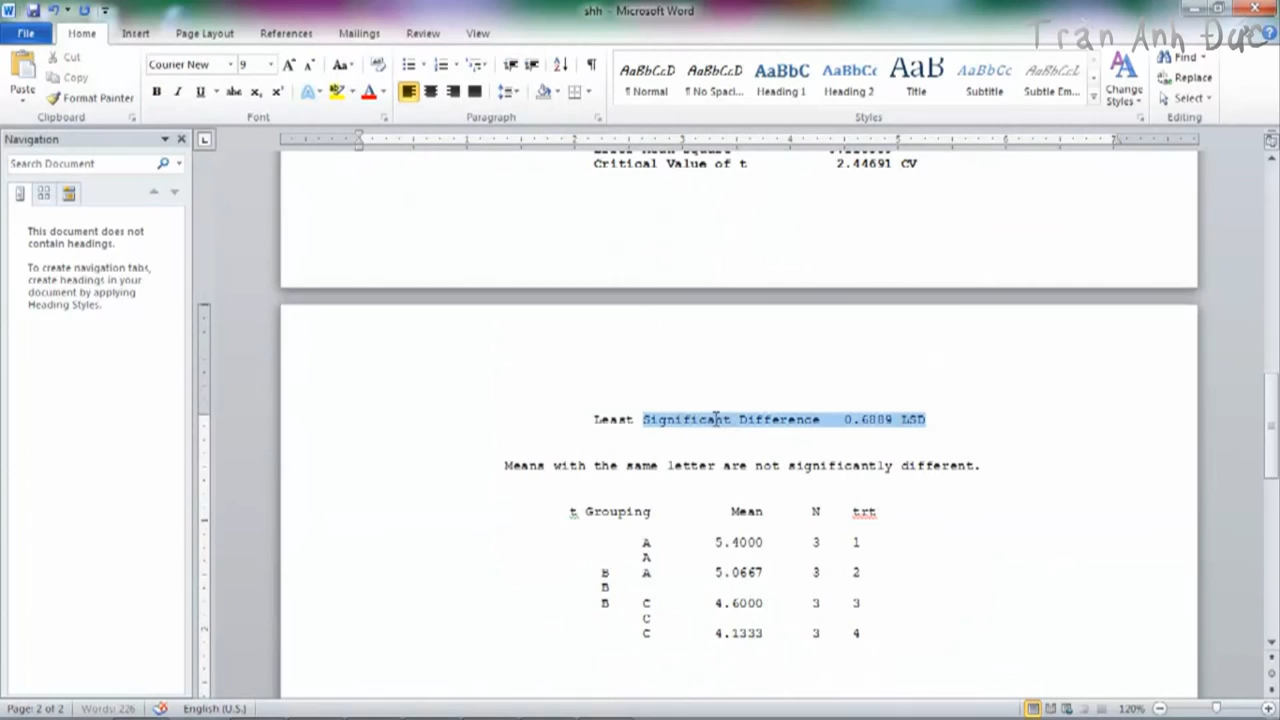 shh - Microsoft Word
Trần Anh Đức
File Home Insert Page Layout References Mailings Review View
Cut
Copy
Format Painter
Paste
Clipboard
Courier New 9
Font
Paragraph
AaBbCcD AaBbCcD AaBbC AaBbCc AaB AaBbCcD AaBbCcD
¶ Normal ¶ No Spaci... Heading 1 Heading 2 Title Subtitle Subtle Em...
Styles
Change Styles
Find
Replace
Select
Editing
Navigation
Search Document
This document does not
contain headings.
To create navigation tabs,
create headings in your
document by applying
Heading Styles.
Critical Value of t 2.44691 CV
Least Significant Difference 0.6889 LSD
Means with the same letter are not significantly different.
t Grouping Mean N trt
A 5.4000 3 1
A
B A 5.0667 3 2
B
B C 4.6000 3 3
C
C 4.1333 3 4
Page: 2 of 2 Words: 226 English (U.S.) 120%